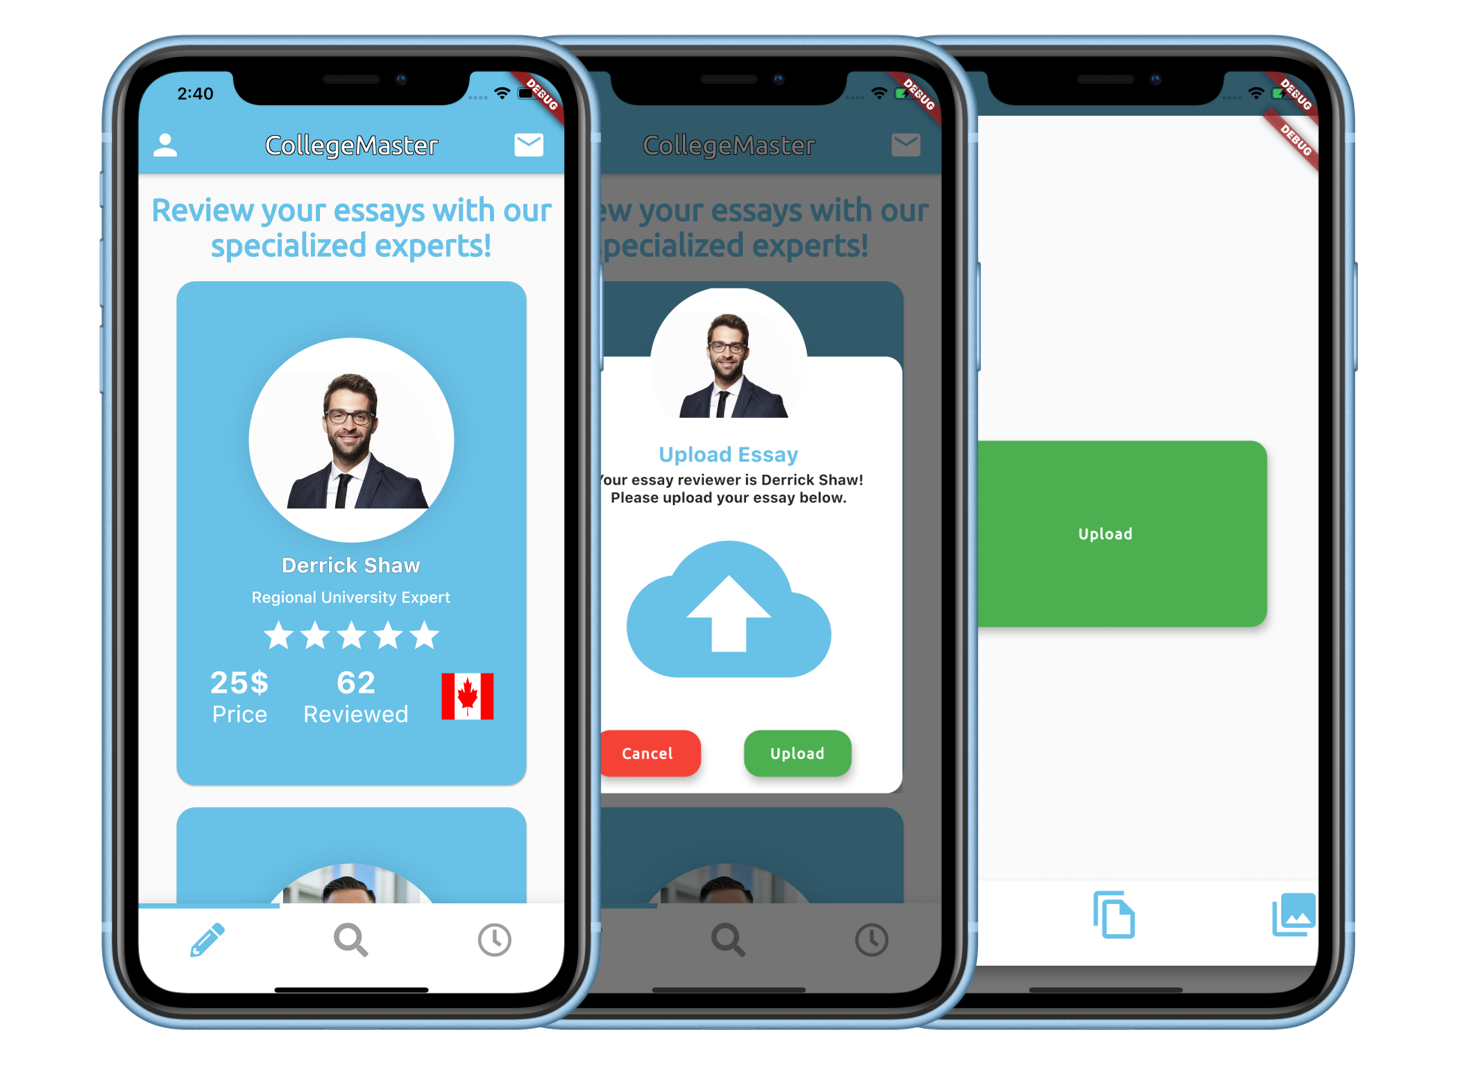 2:40
DEBUG
CollegeMaster
Review your essays with our
specialized experts!
Derrick Shaw
Regional University Expert
25$
Price
62
Reviewed
DEBUG
CollegeMaster
ew your essays with our
pecialized experts!
Upload Essay
Your essay reviewer is Derrick Shaw!
Please upload your essay below.
Cancel
Upload
DEBUG
DEBUG
Upload